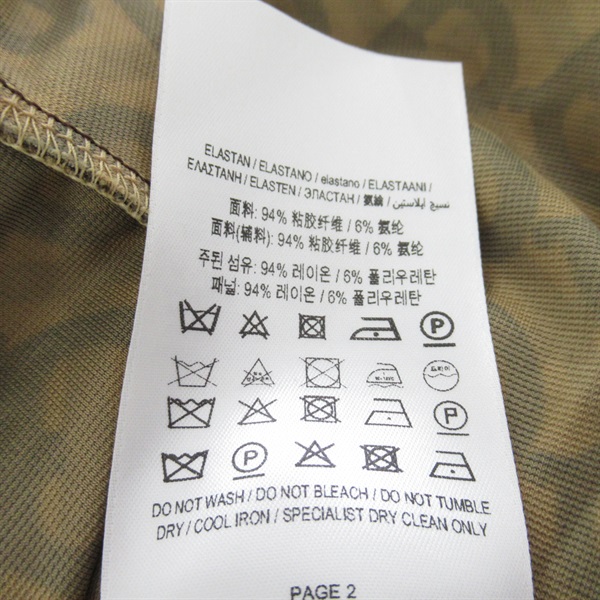 ELASTAN / ELASTANO / elastano / ELASTAANI /
ΕΛΑΣΤΑΝΗ / ELASTEN / ЭЛАСТАН / 氨綸 / نسيج ايلاستين
面料: 94% 粘胶纤维 / 6% 氨纶
面料(辅料): 94% 粘胶纤维 / 6% 氨纶
주된 섬유: 94% 레이온 / 6% 폴리우레탄
패널: 94% 레이온 / 6% 폴리우레탄
P
드라이
P
P
DO NOT WASH / DO NOT BLEACH / DO NOT TUMBLE
DRY / COOL IRON / SPECIALIST DRY CLEAN ONLY
PAGE 2